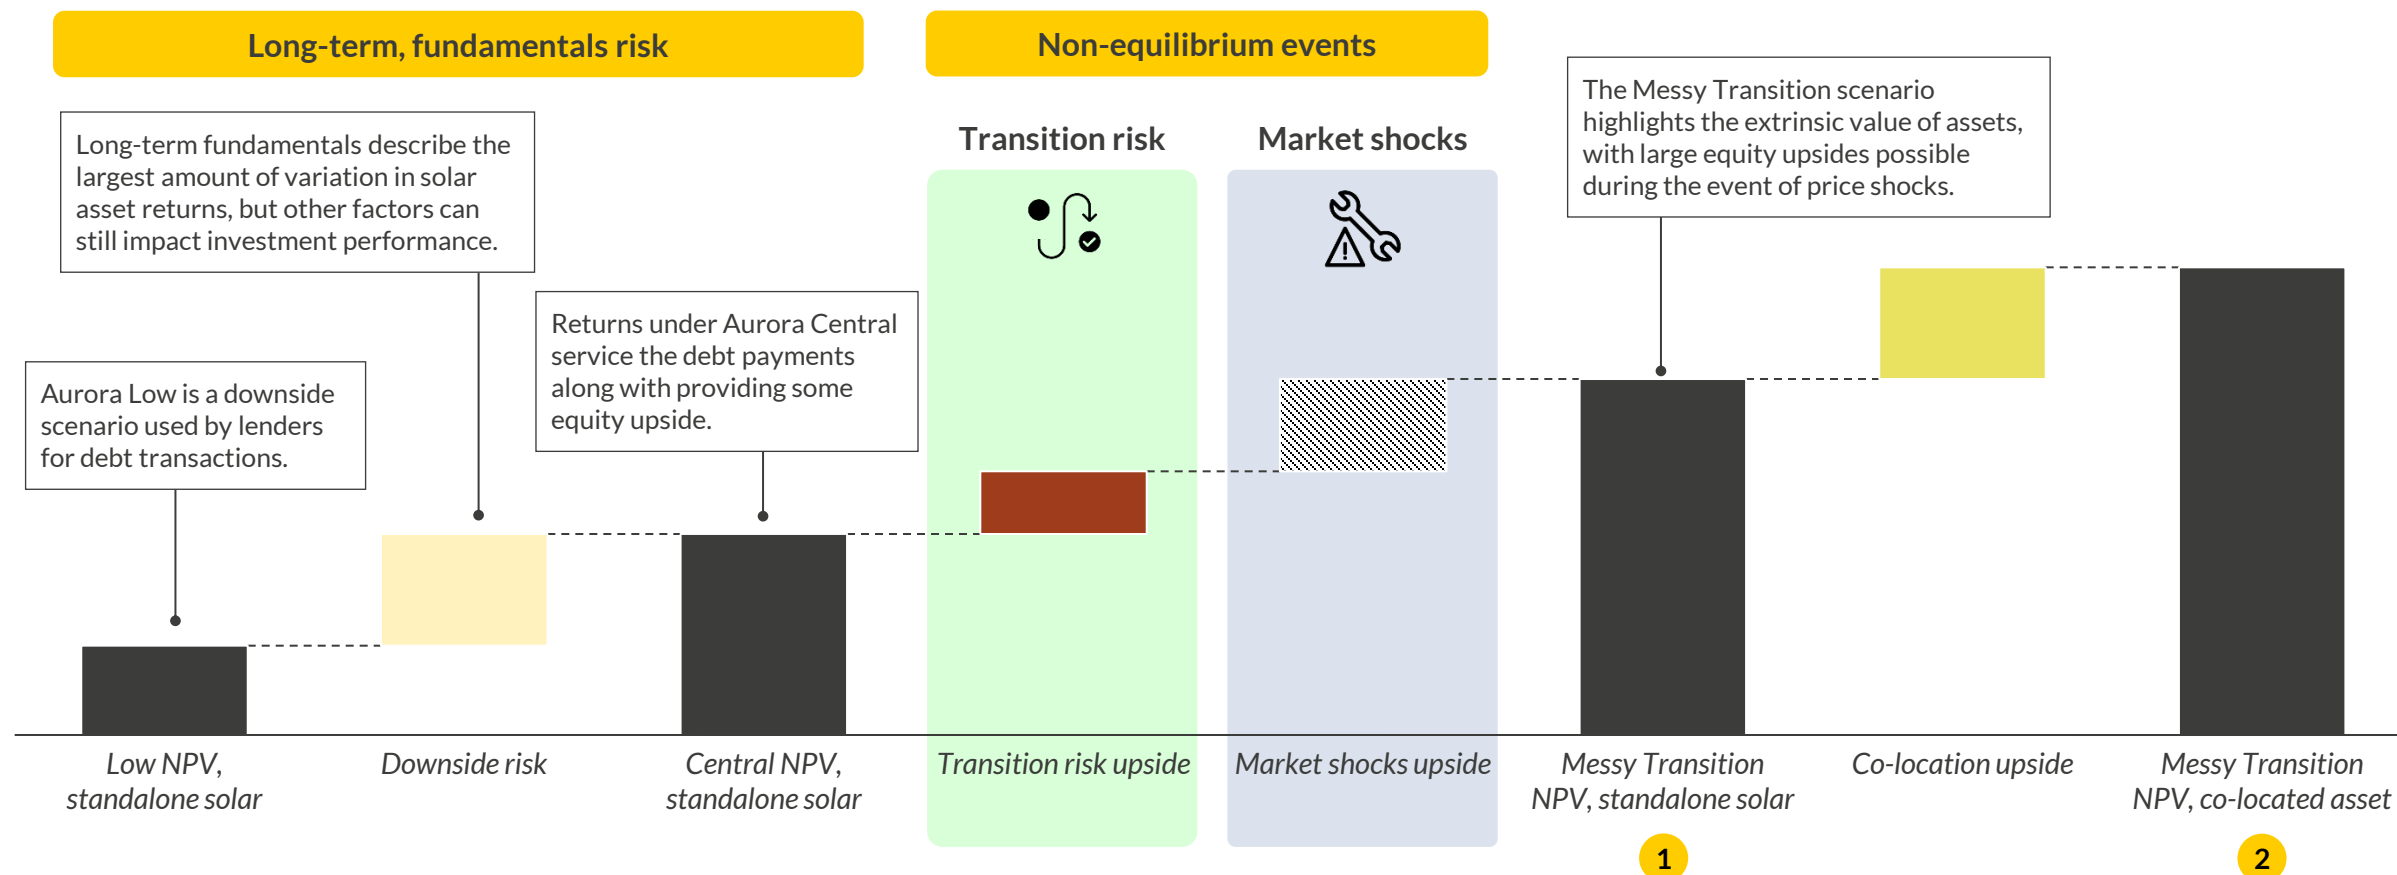 Long-term, fundamentals risk
Non-equilibrium events
Long-term fundamentals describe the
largest amount of variation in solar
asset returns, but other factors can
still impact investment performance.
Transition risk
Market shocks
The Messy Transition scenario
highlights the extrinsic value of assets,
with large equity upsides possible
during the event of price shocks.
Returns under Aurora Central
service the debt payments
along with providing some
equity upside.
Aurora Low is a downside
scenario used by lenders
for debt transactions.
Low NPV,
standalone solar
Downside risk
Central NPV,
standalone solar
Transition risk upside
Market shocks upside
Messy Transition
NPV, standalone solar
Co-location upside
Messy Transition
NPV, co-located asset
1
2